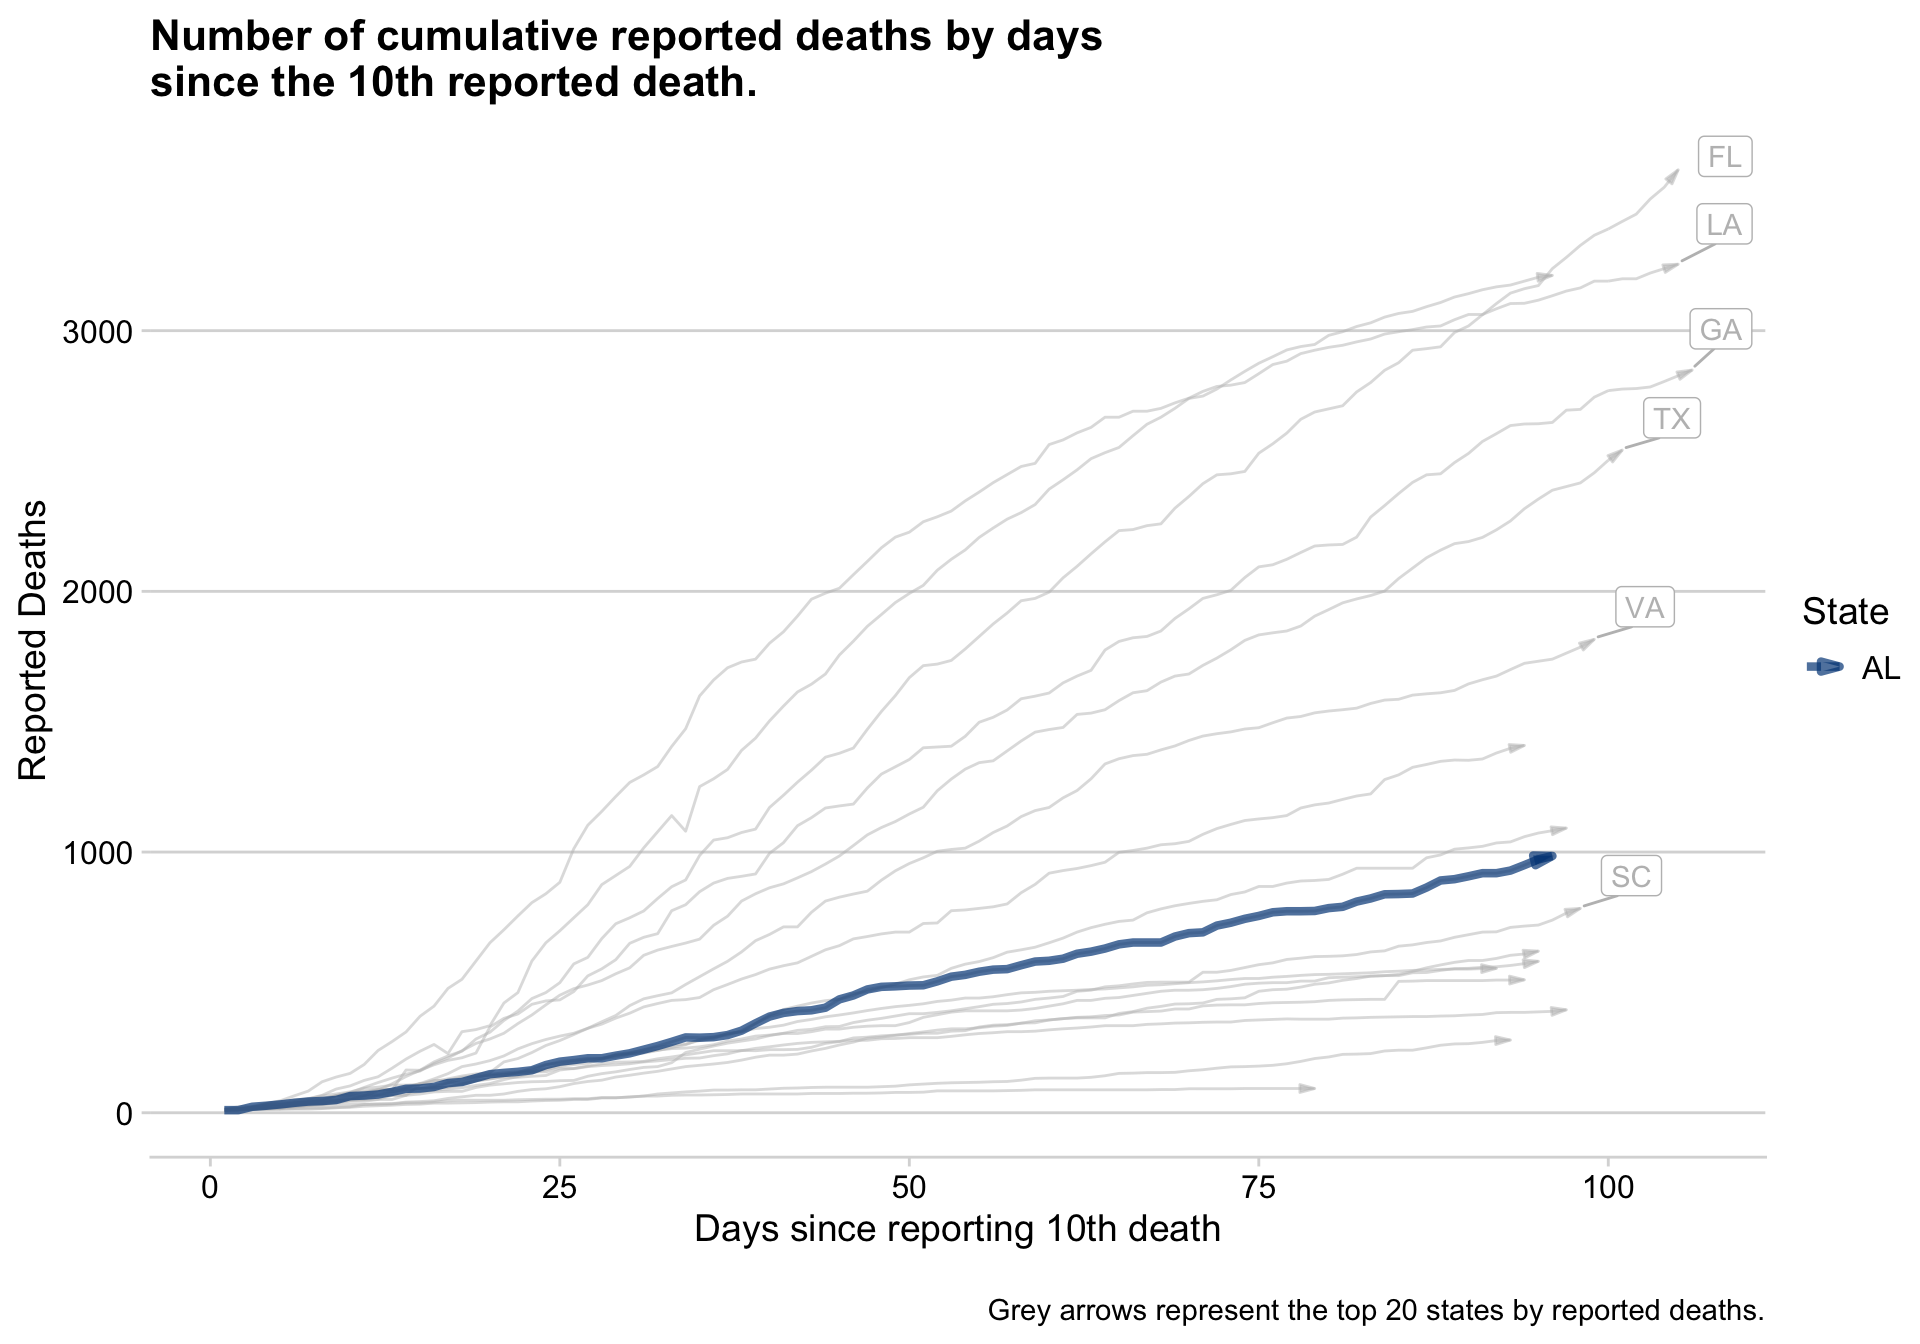 Number of cumulative reported deaths by days
since the 10th reported death.
FL
LA
GA
TX
VA
SC
3000
2000
1000
0
Reported Deaths
0
25
50
75
100
Days since reporting 10th death
State
AL
Grey arrows represent the top 20 states by reported deaths.